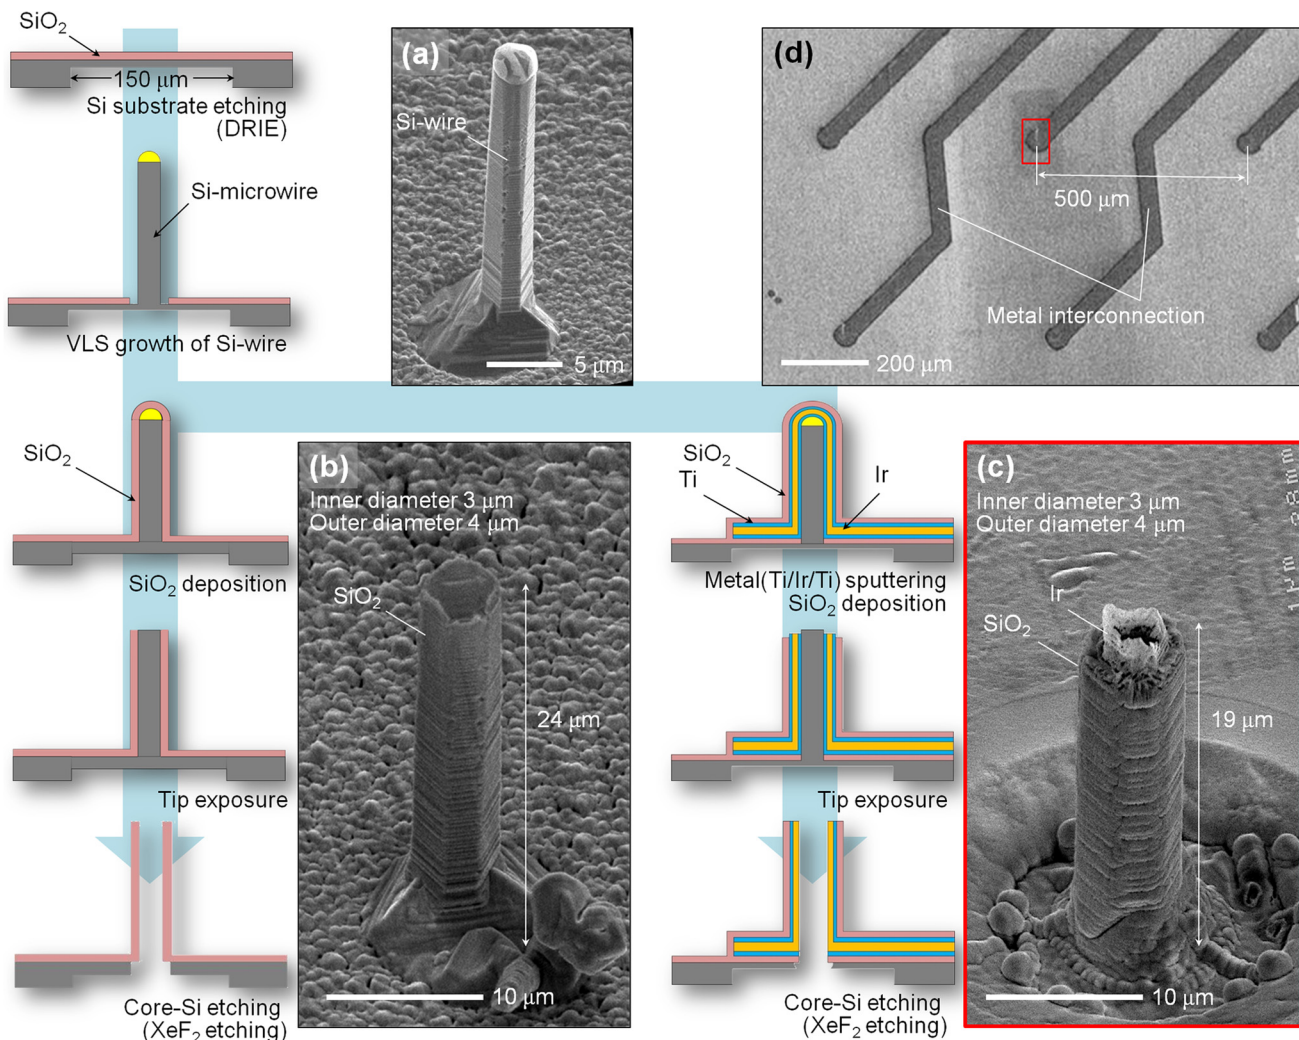 SiO2
150 μm
Si substrate etching
(DRIE)
Si-microwire
VLS growth of Si-wire
(a)
Si-wire
5 μm
(d)
500 μm
Metal interconnection
200 μm
SiO2
SiO2 deposition
Tip exposure
Core-Si etching
(XeF2 etching)
(b)
Inner diameter 3 μm
Outer diameter 4 μm
SiO2
24 μm
10 μm
SiO2
Ti
Ir
Metal(Ti/Ir/Ti) sputtering
SiO2 deposition
Tip exposure
Core-Si etching
(XeF2 etching)
(c)
Inner diameter 3 μm
Outer diameter 4 μm
Ir
SiO2
19 μm
10 μm